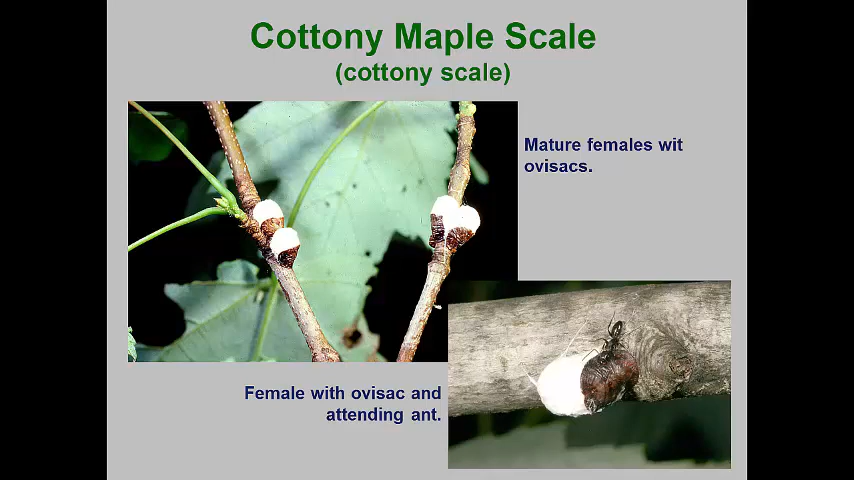 Cottony Maple Scale
(cottony scale)
Mature females wit
ovisacs.
Female with ovisac and
attending ant.